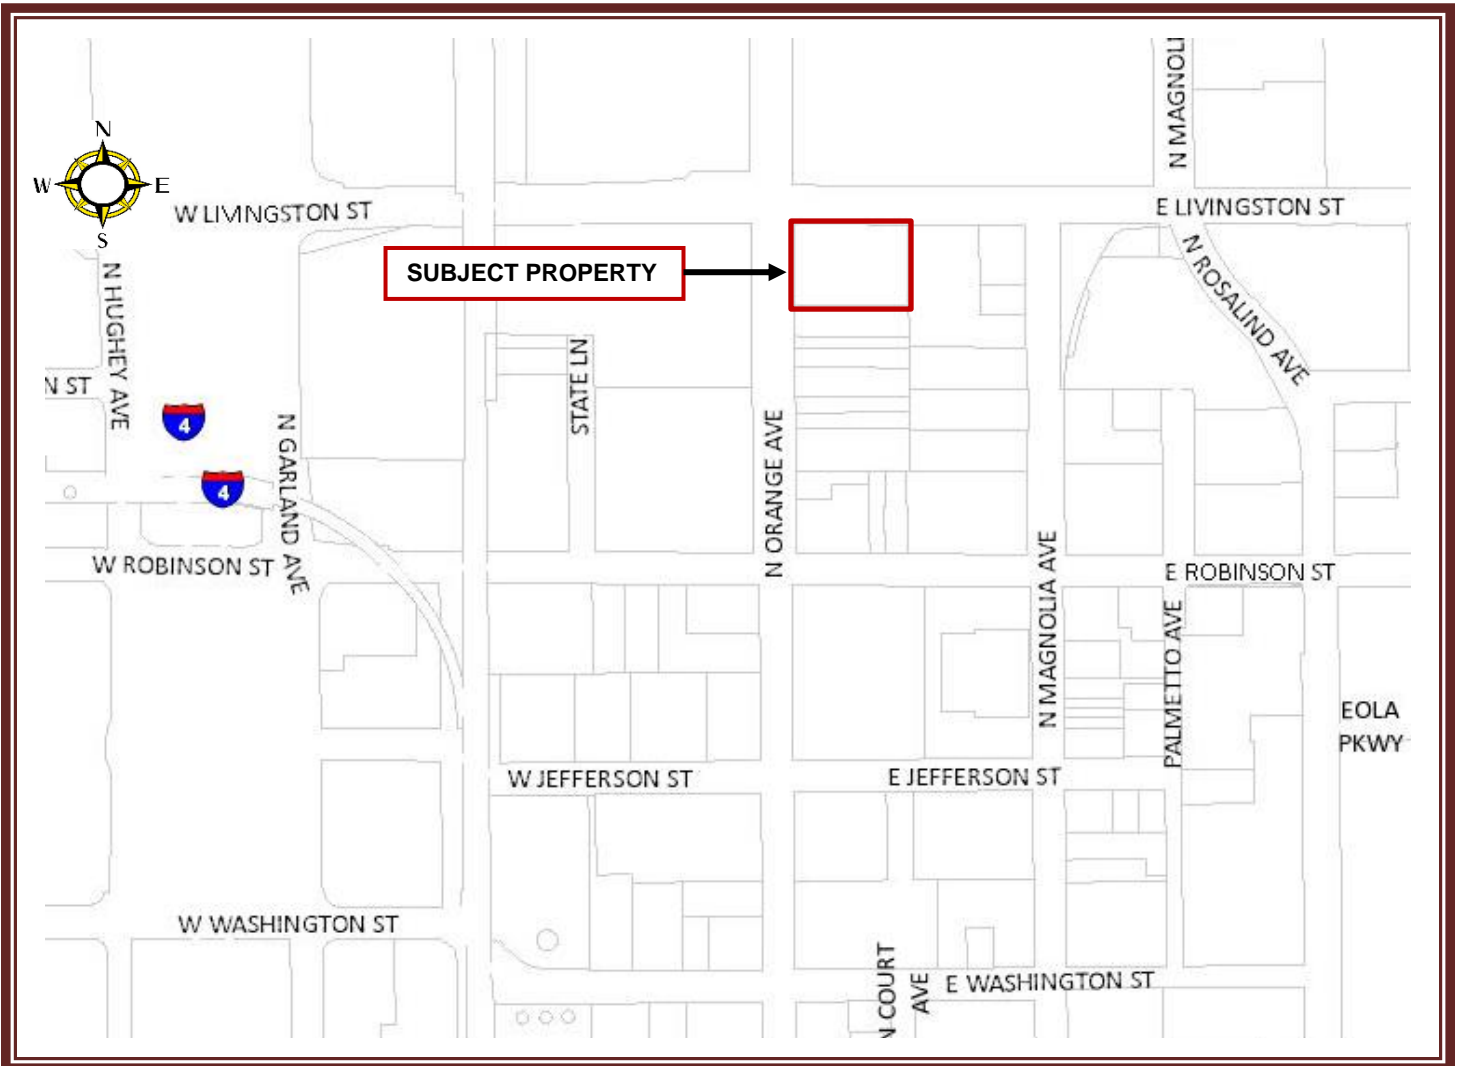 N MAGNOLI
N
W
E
S
W LIVINGSTON ST
E LIVINGSTON ST
SUBJECT PROPERTY
N HUGHEY AVE
N ROSALIND AVE
STATE LN
N ST
4
4
N GARLAND AVE
N ORANGE AVE
W ROBINSON ST
E ROBINSON ST
N MAGNOLIA AVE
PALMETTO AVE
EOLA
PKWY
W JEFFERSON ST
E JEFFERSON ST
W WASHINGTON ST
N COURT
AVE
E WASHINGTON ST